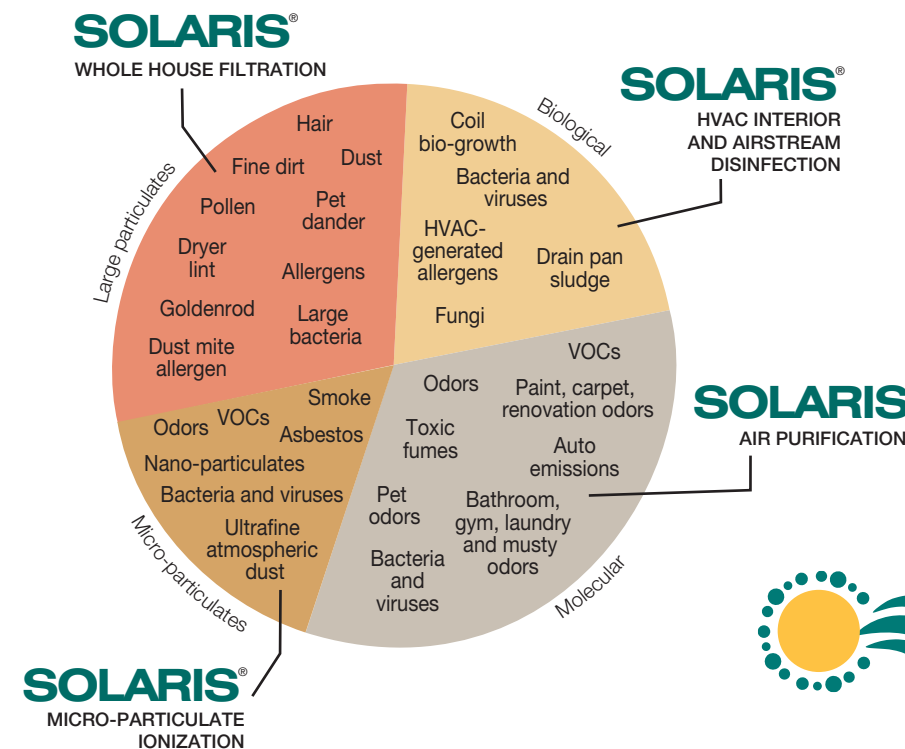 SOLARIS®
WHOLE HOUSE FILTRATION
SOLARIS®
HVAC INTERIOR
AND AIRSTREAM
DISINFECTION
Large particulates
Hair
Fine dirt
Dust
Pollen
Pet
dander
Dryer
lint
Allergens
Goldenrod
Large
bacteria
Dust mite
allergen
Biological
Coil
bio-growth
Bacteria and
viruses
HVAC-
generated
allergens
Drain pan
sludge
Fungi
VOCs
Odors
Paint, carpet,
renovation odors
Toxic
fumes
Auto
emissions
Pet
odors
Bathroom,
gym, laundry
and musty
odors
Bacteria
and
viruses
Molecular
SOLARIS
AIR PURIFICATION
Smoke
VOCs
Odors
Asbestos
Nano-particulates
Bacteria and viruses
Ultrafine
atmospheric
dust
Micro-particulates
SOLARIS®
MICRO-PARTICULATE
IONIZATION